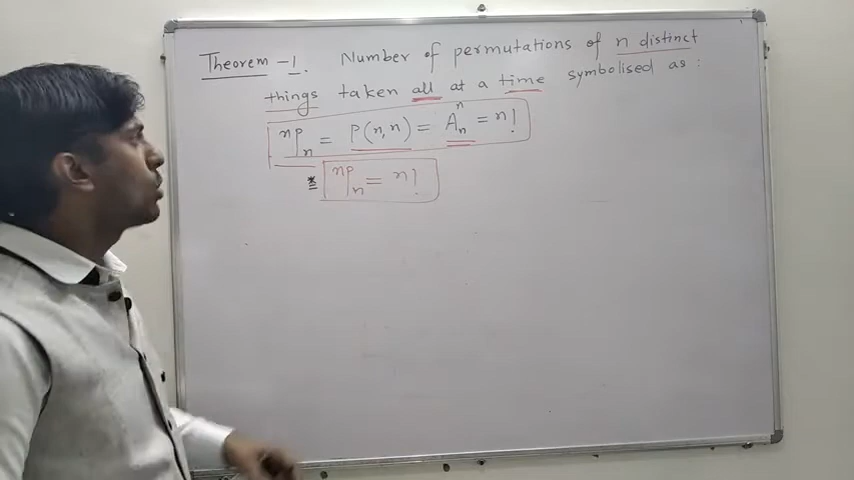 Theorem -1. Number of permutations of n distinct
things taken all at a time symbolised as :
ⁿPₙ = P(n,n) = Aₙⁿ = n!
* ⁿPₙ = n!